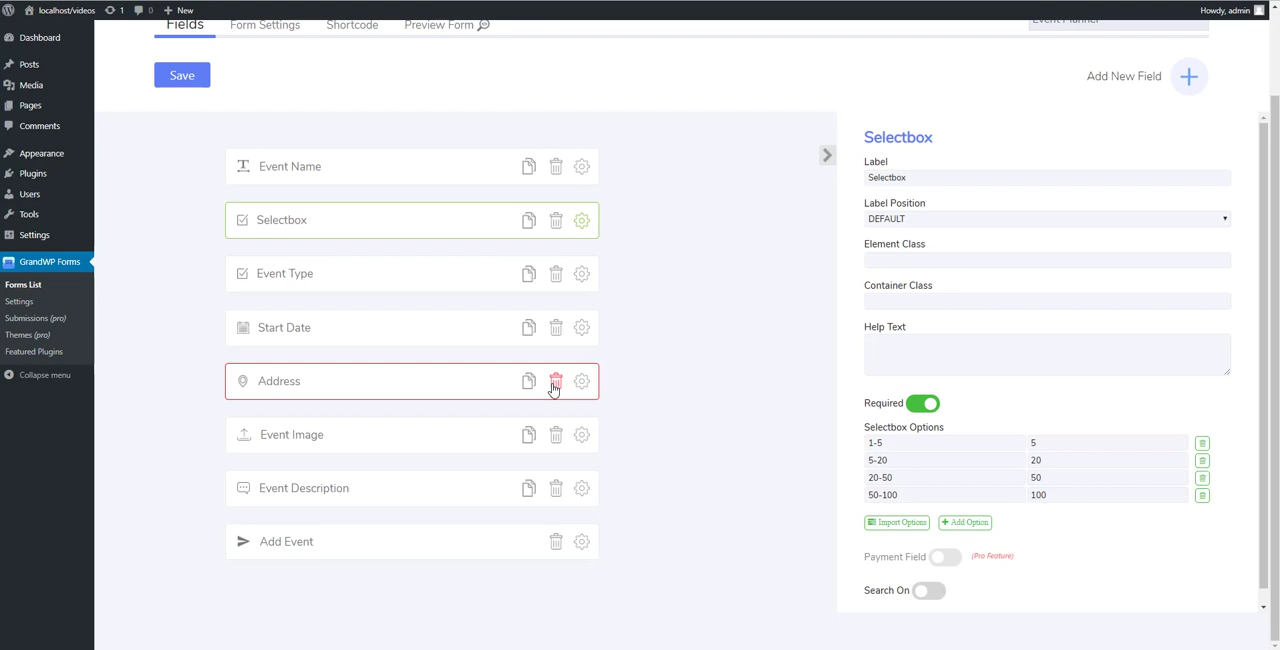 localhost/videos 1 0 New Howdy, admin
Fields Form Settings Shortcode Preview Form Event Planner
Dashboard
Posts
Media
Pages
Comments
Appearance
Plugins
Users
Tools
Settings
GrandWP Forms
Forms List
Settings
Submissions (pro)
Themes (pro)
Featured Plugins
Collapse menu
Save
Add New Field
Event Name
Selectbox
Event Type
Start Date
Address
Event Image
Event Description
Add Event
Selectbox
Label
Selectbox
Label Position
DEFAULT
Element Class
Container Class
Help Text
Required
Selectbox Options
1-5 5
5-20 20
20-50 50
50-100 100
Import Options Add Option
Payment Field (Pro Feature)
Search On